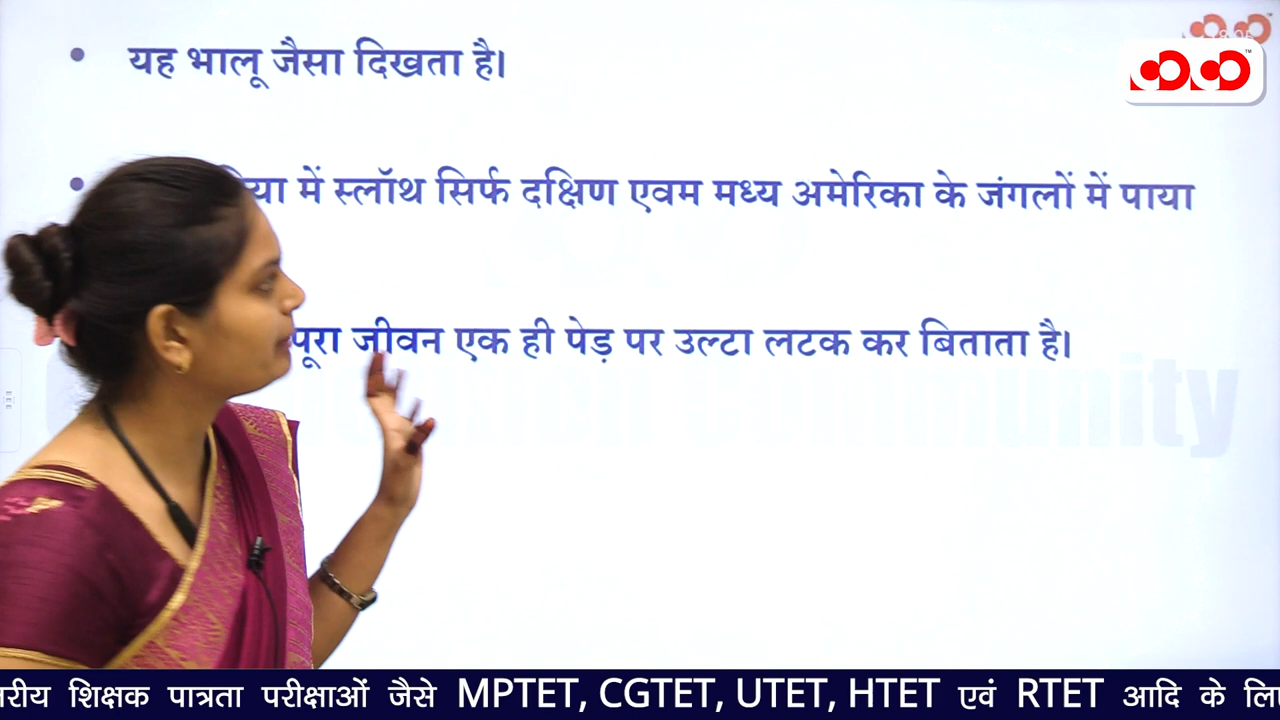 यह भालू जैसा दिखता है।
में स्लॉथ सिर्फ दक्षिण एवम मध्य अमेरिका के जंगलों में पाया
पूरा जीवन एक ही पेड़ पर उल्टा लटक कर बिताता है।
शिक्षक पात्रता परीक्षाओं जैसे MPTET, CGTET, UTET, HTET एवं RTET आदि के